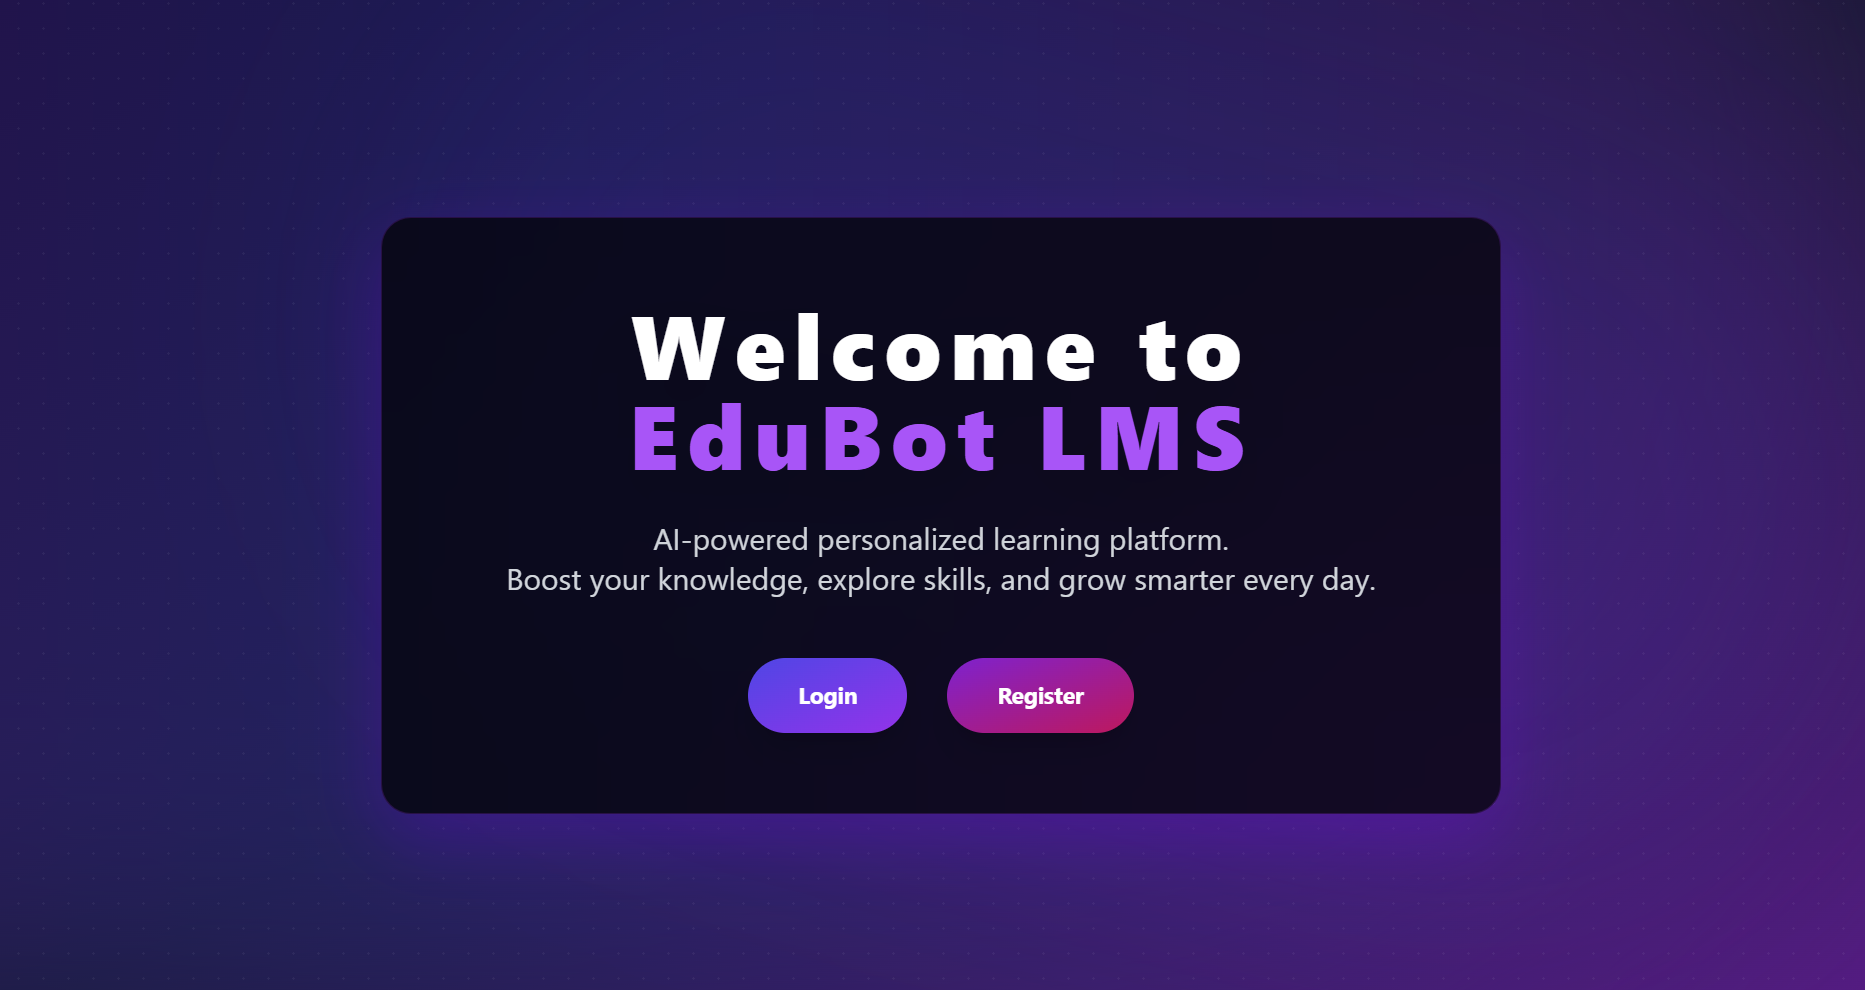 Welcome to
EduBot LMS
AI-powered personalized learning platform.
Boost your knowledge, explore skills, and grow smarter every day.
Login
Register